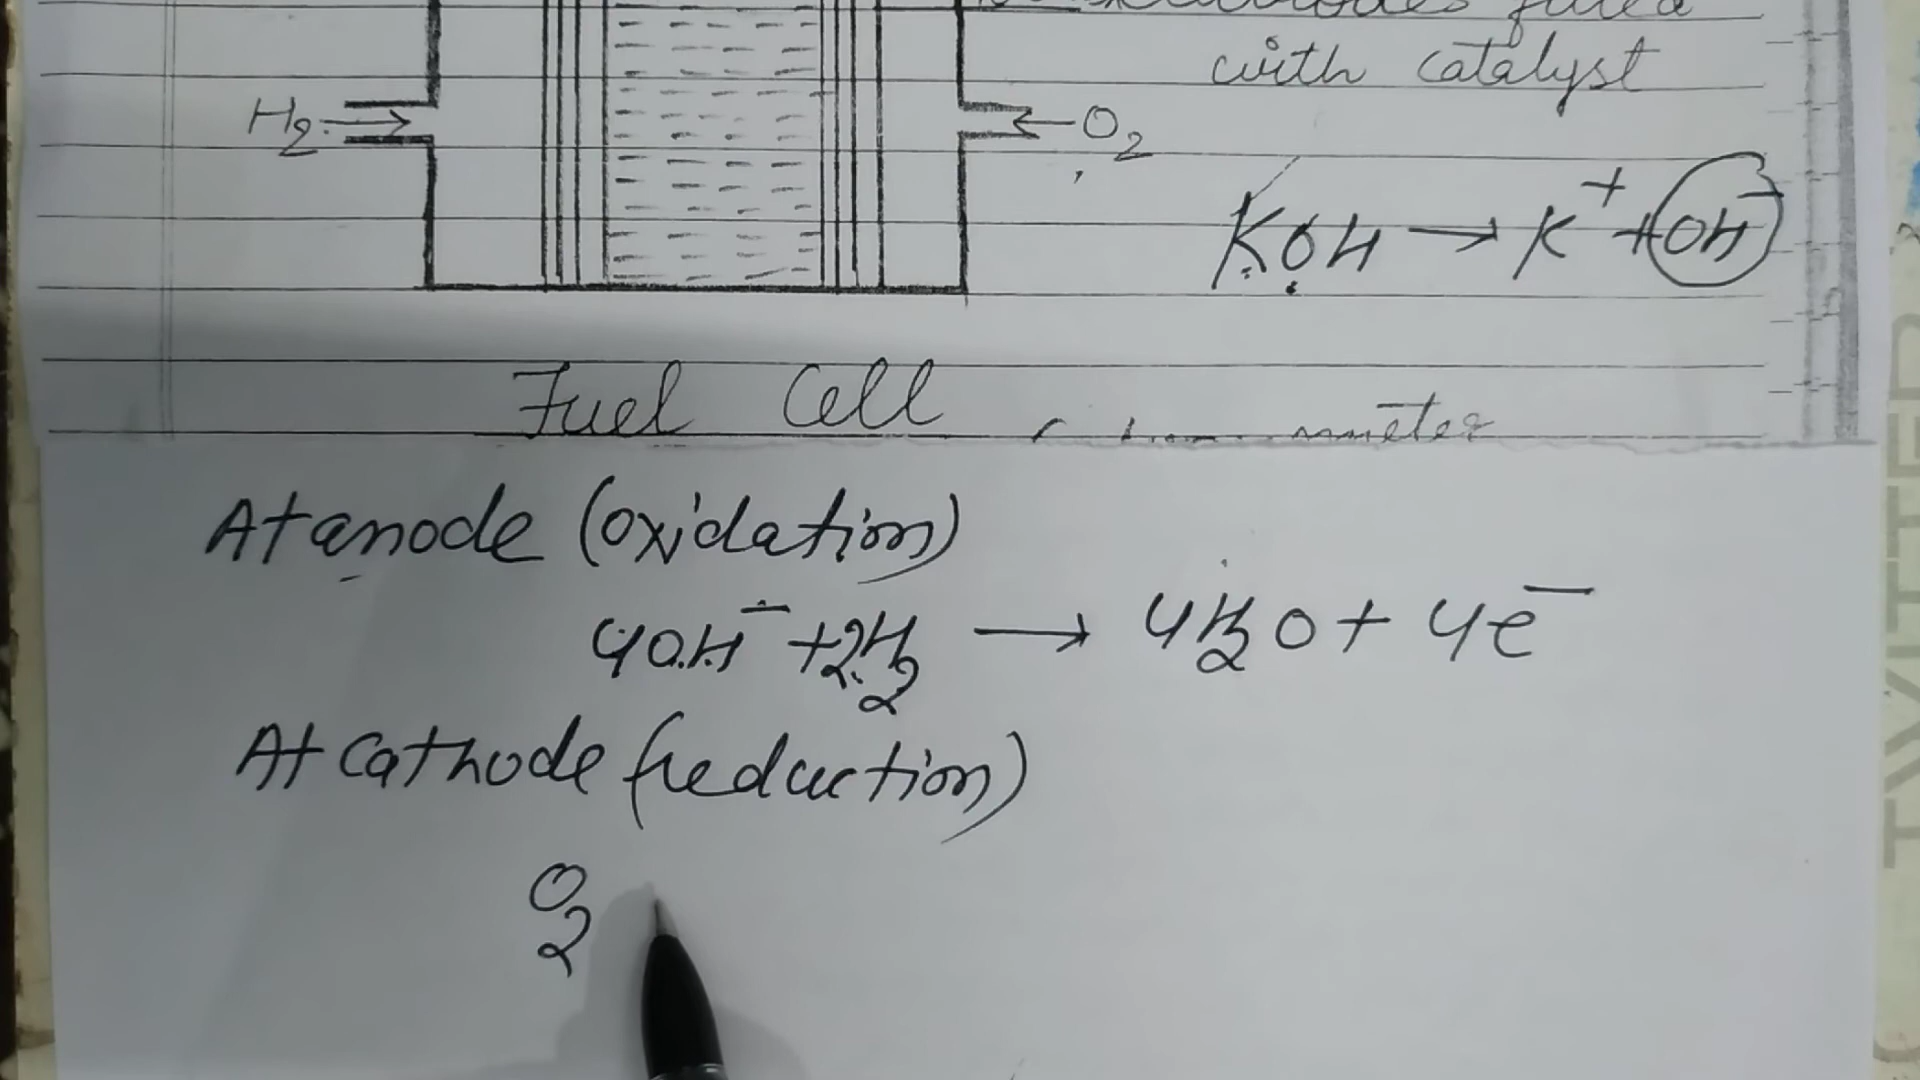 with catalyst
H₂ → ← O₂
KOH → K⁺ + OH⁻
Fuel Cell
At anode (oxidation)
4OH⁻ + 2H₂ → 4H₂O + 4e⁻
At Cathode (reduction)
O₂